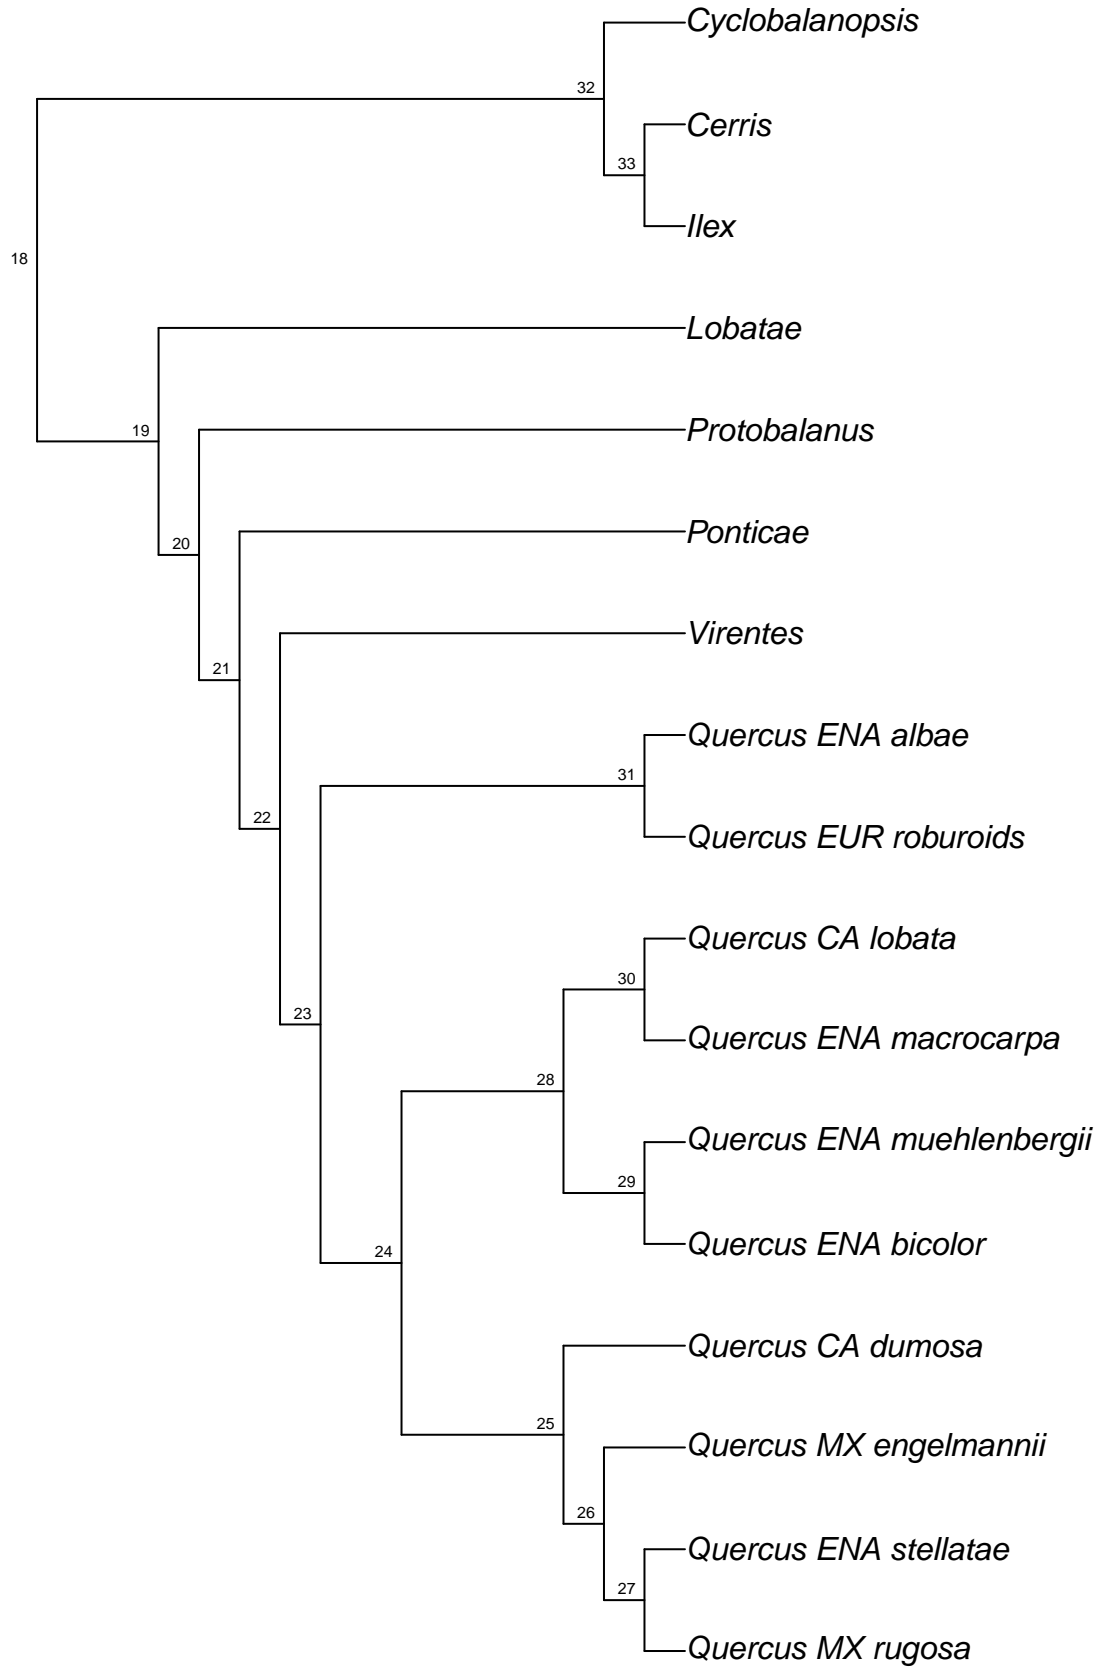 Cyclobalanopsis
32
Cerris
33
Ilex
18
Lobatae
19
Protobalanus
Ponticae
20
Virentes
21
Quercus ENA albae
31
22
Quercus EUR roburoids
Quercus CA lobata
30
23
Quercus ENA macrocarpa
28
Quercus ENA muehlenbergii
29
Quercus ENA bicolor
24
Quercus CA dumosa
25
Quercus MX engelmannii
26
Quercus ENA stellatae
27
Quercus MX rugosa